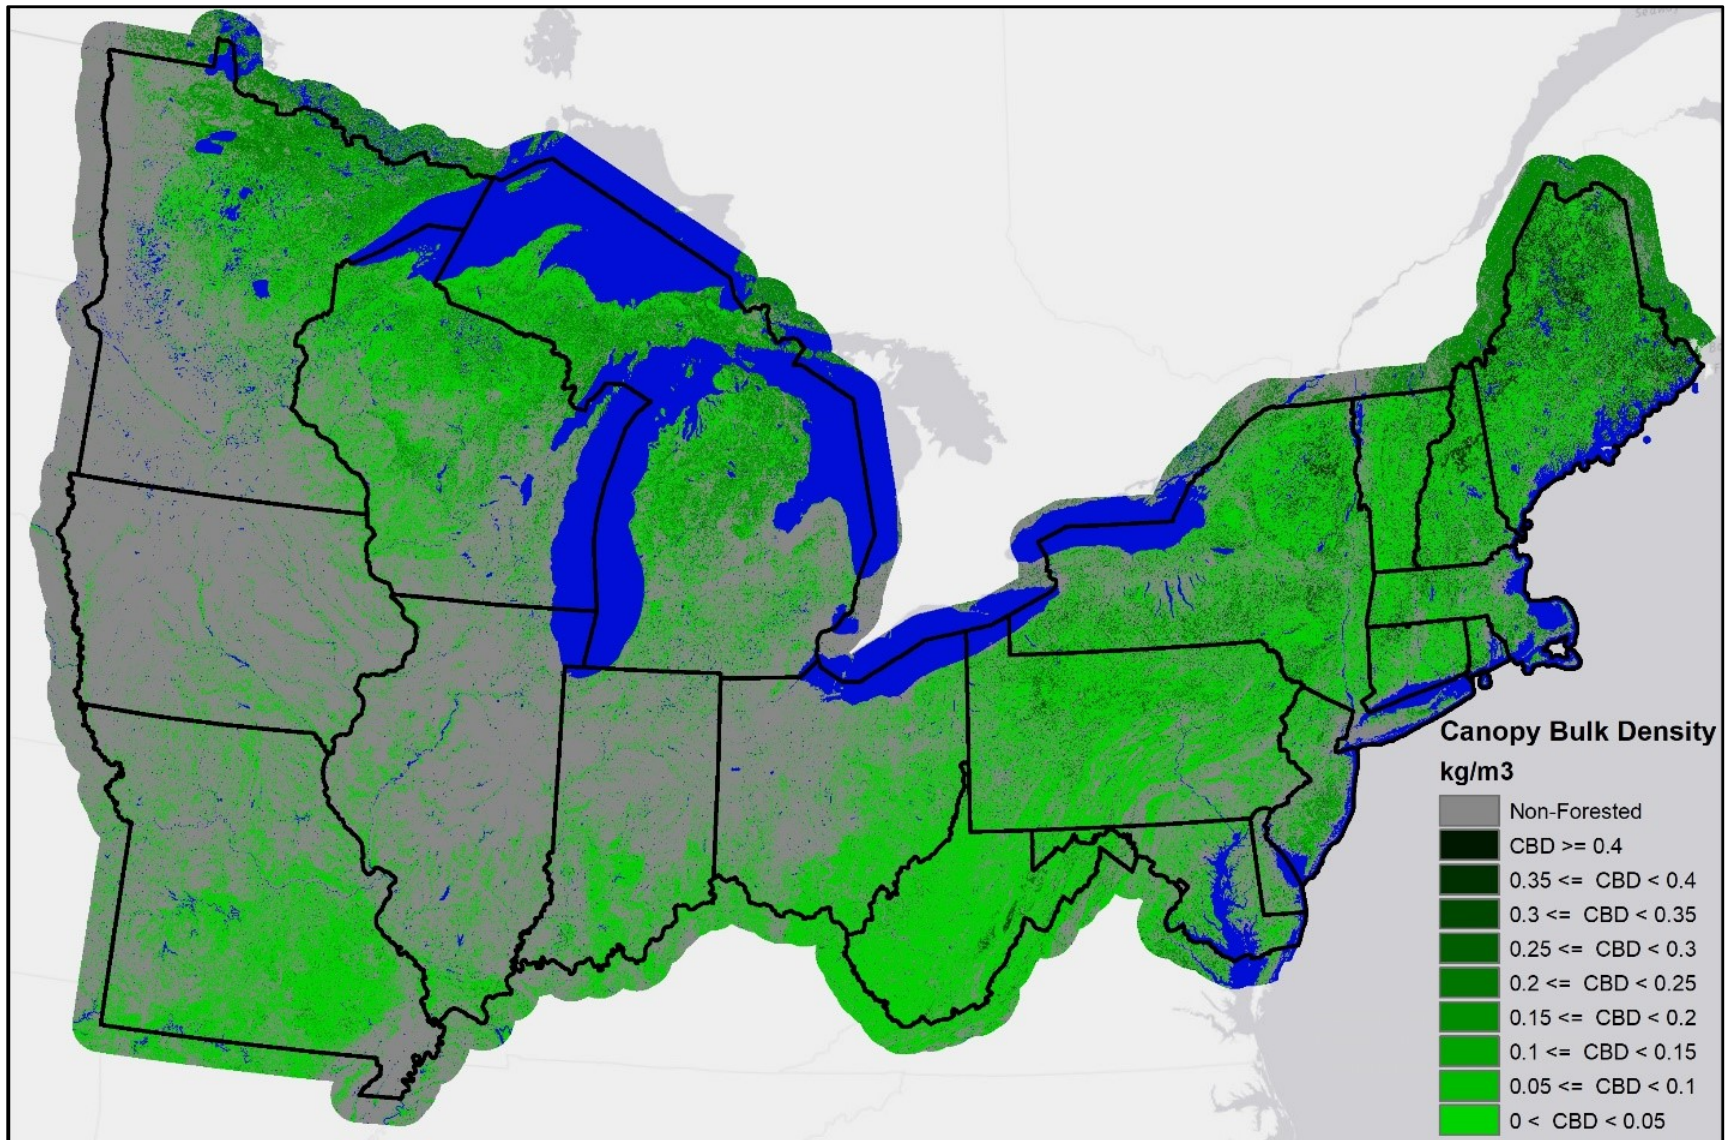 Canopy Bulk Density
kg/m3
Non-Forested
CBD >= 0.4
0.35 <= CBD < 0.4
0.3 <= CBD < 0.35
0.25 <= CBD < 0.3
0.2 <= CBD < 0.25
0.15 <= CBD < 0.2
0.1 <= CBD < 0.15
0.05 <= CBD < 0.1
0 < CBD < 0.05